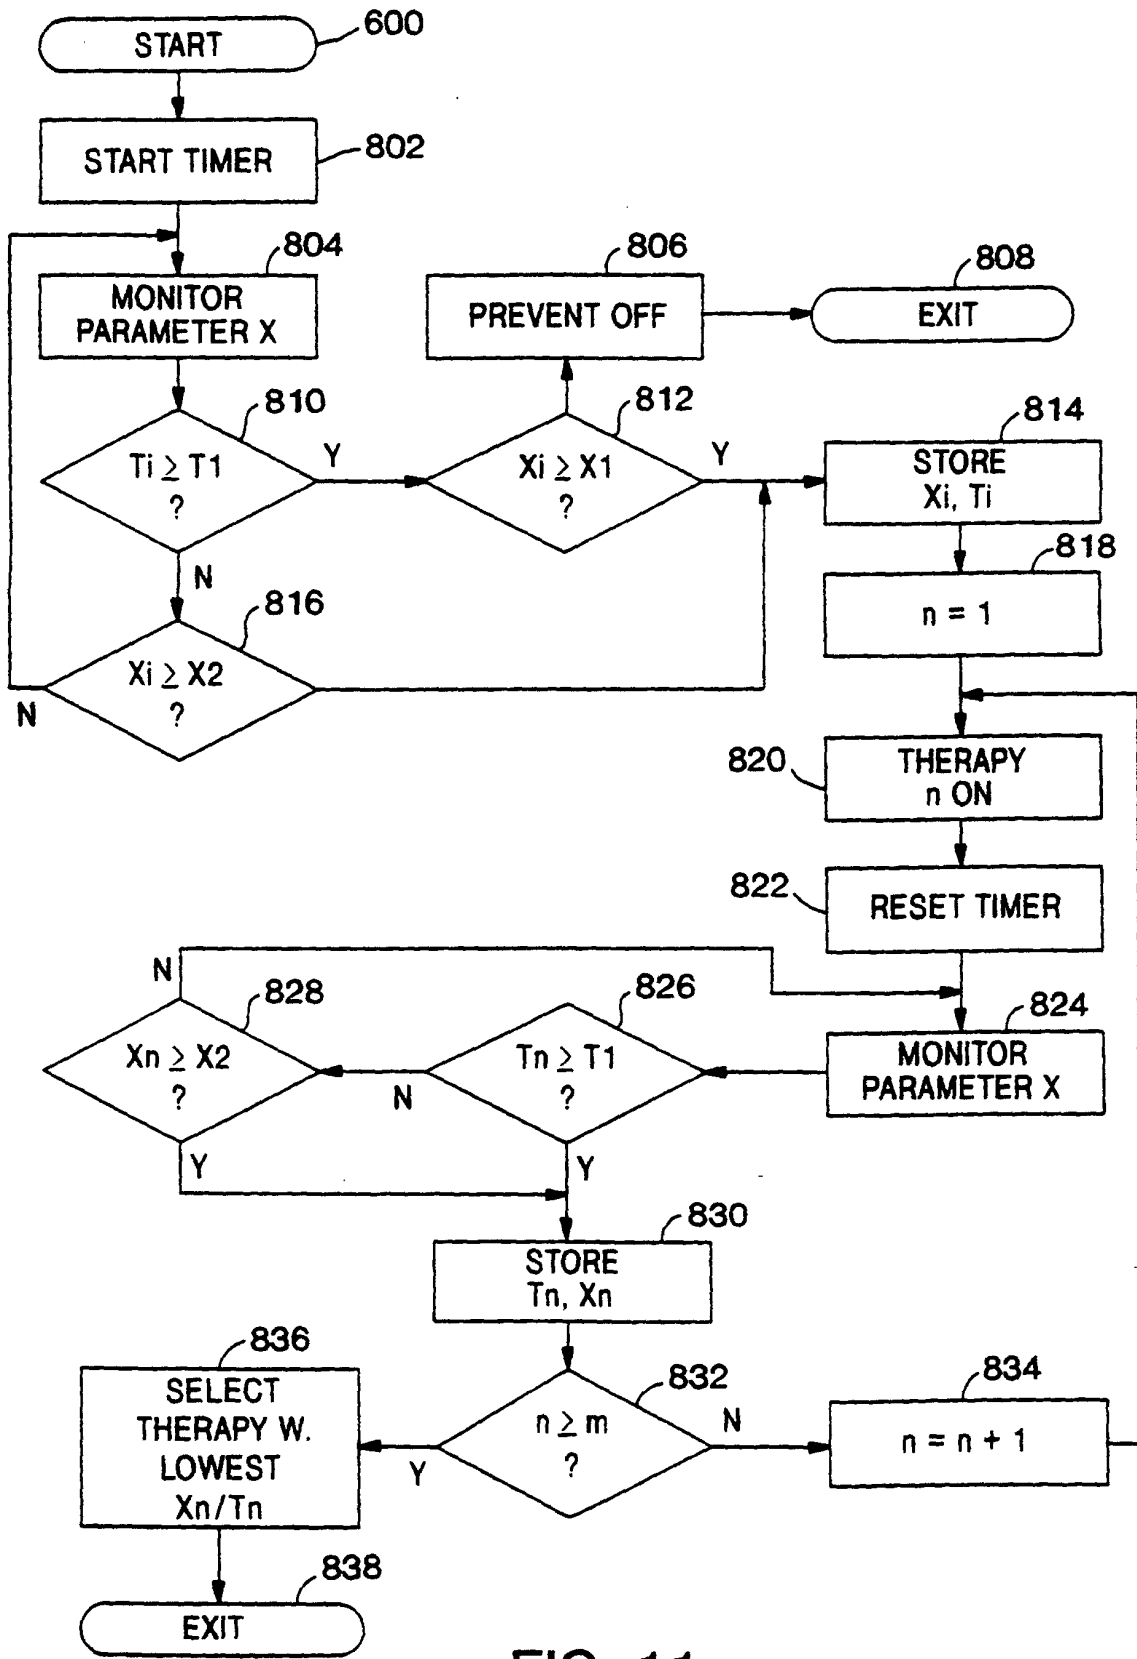 START
600
START TIMER
802
804
MONITOR
PARAMETER X
806
PREVENT OFF
808
EXIT
810
Ti ≥ T1
?
Y
812
Xi ≥ X1
?
Y
814
STORE
Xi, Ti
N
816
Xi ≥ X2
?
N
818
n = 1
820
THERAPY
n ON
822
RESET TIMER
824
MONITOR
PARAMETER X
826
Tn ≥ T1
?
N
Y
828
Xn ≥ X2
?
N
Y
830
STORE
Tn, Xn
832
n ≥ m
?
N
Y
834
n = n + 1
836
SELECT
THERAPY W.
LOWEST
Xn/Tn
838
EXIT
FIG. 11